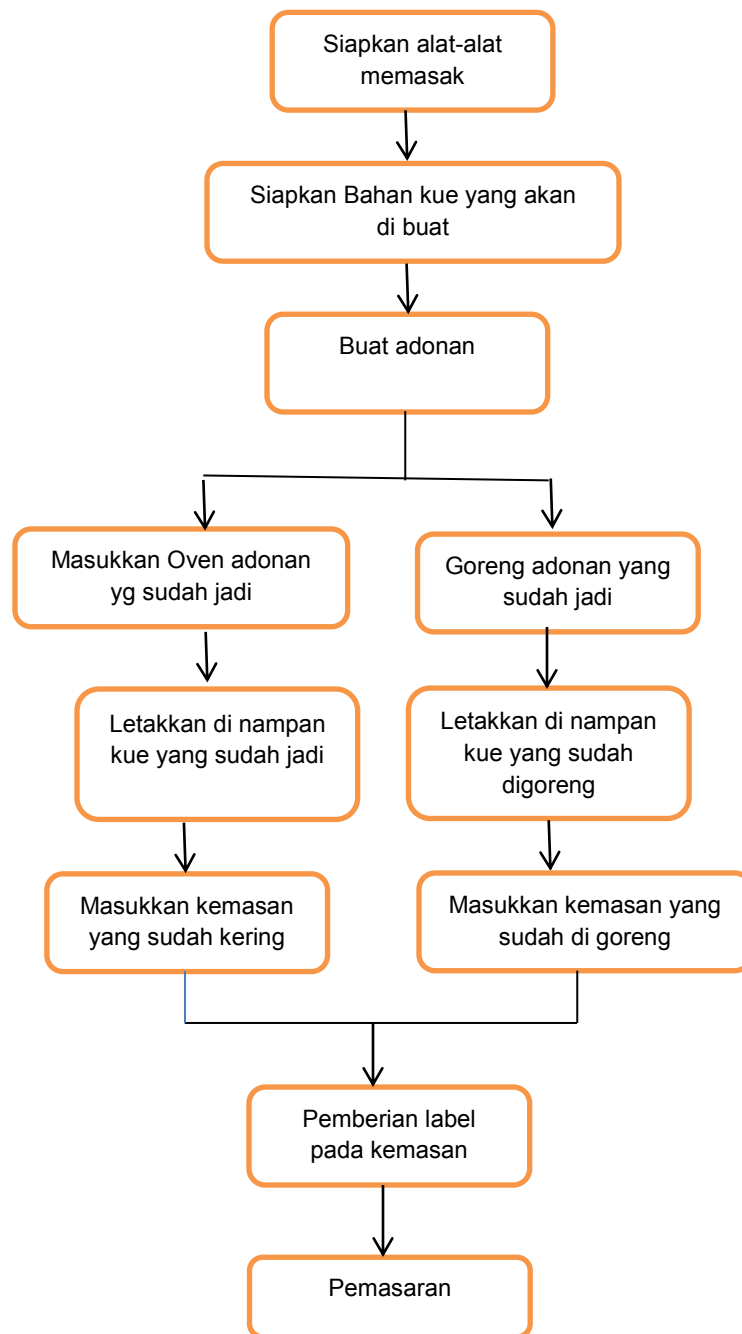 Siapkan alat-alat
memasak
Siapkan Bahan kue yang akan
di buat
Buat adonan
Masukkan Oven adonan
yg sudah jadi
Goreng adonan yang
sudah jadi
Letakkan di nampan
kue yang sudah jadi
Letakkan di nampan
kue yang sudah
digoreng
Masukkan kemasan
yang sudah kering
Masukkan kemasan yang
sudah di goreng
Pemberian label
pada kemasan
Pemasaran